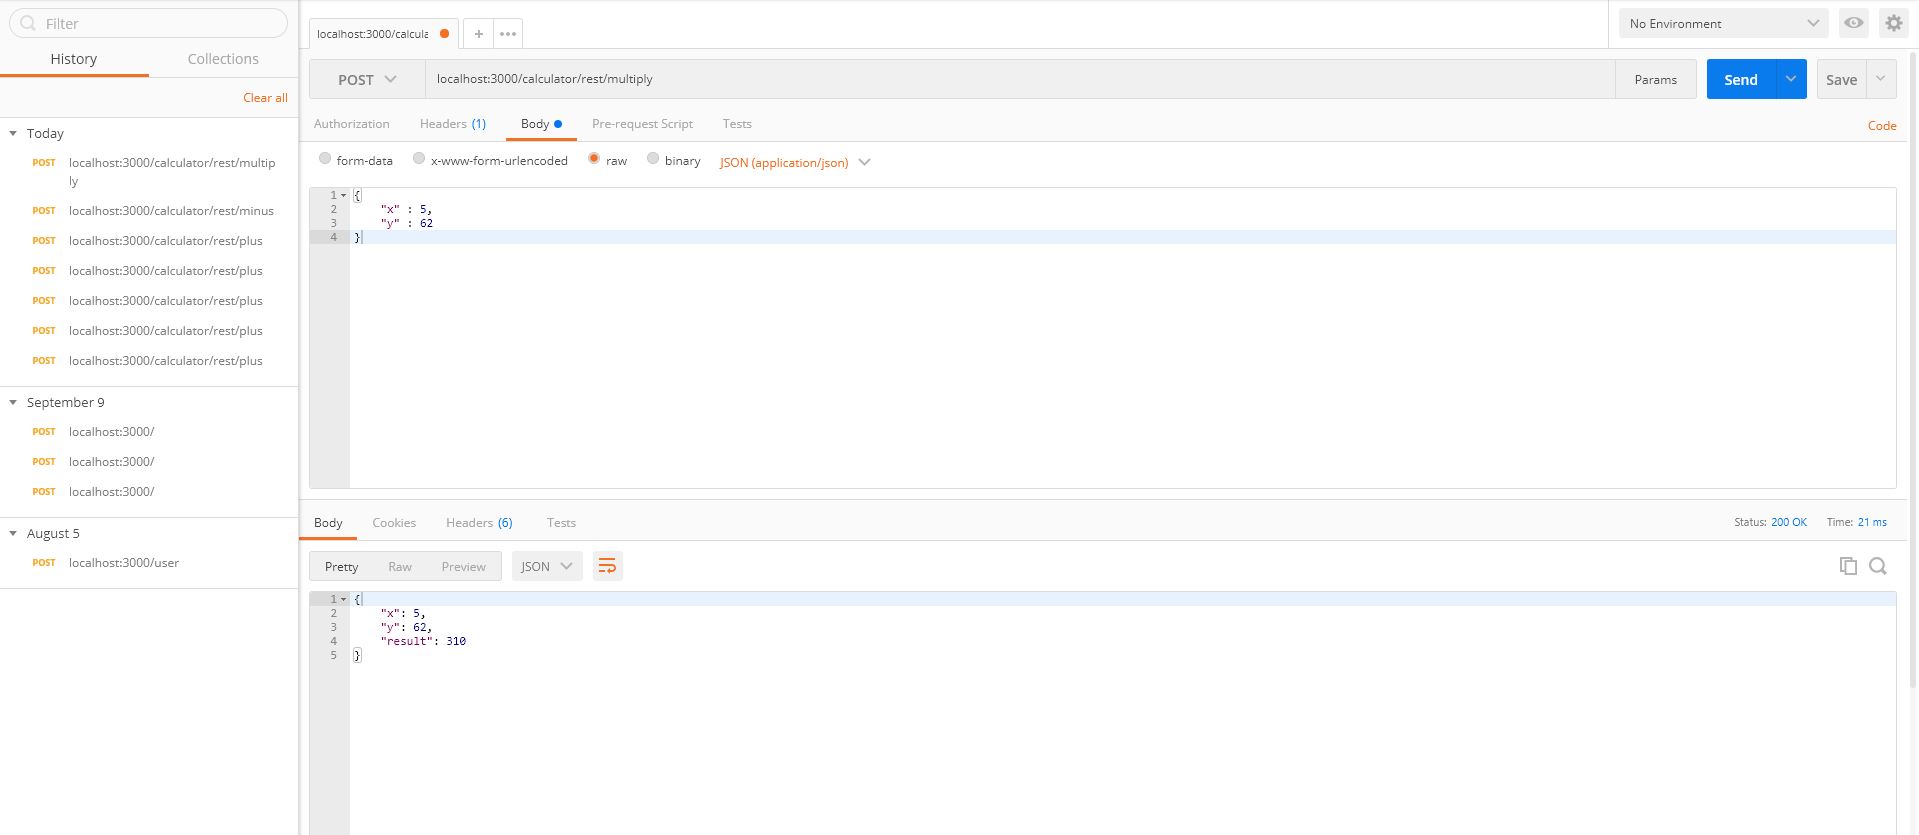 Filter
History Collections
Clear all
Today
POST localhost:3000/calculator/rest/multip
ly
POST localhost:3000/calculator/rest/minus
POST localhost:3000/calculator/rest/plus
POST localhost:3000/calculator/rest/plus
POST localhost:3000/calculator/rest/plus
POST localhost:3000/calculator/rest/plus
POST localhost:3000/calculator/rest/plus
September 9
POST localhost:3000/
POST localhost:3000/
POST localhost:3000/
August 5
POST localhost:3000/user
localhost:3000/calcula + •••
No Environment
POST localhost:3000/calculator/rest/multiply Params Send Save
Authorization Headers (1) Body Pre-request Script Tests Code
form-data x-www-form-urlencoded raw binary JSON (application/json)
1 {
2 "x" : 5,
3 "y" : 62
4 }
Body Cookies Headers (6) Tests Status: 200 OK Time: 21 ms
Pretty Raw Preview JSON
1 {
2 "x": 5,
3 "y": 62,
4 "result": 310
5 }